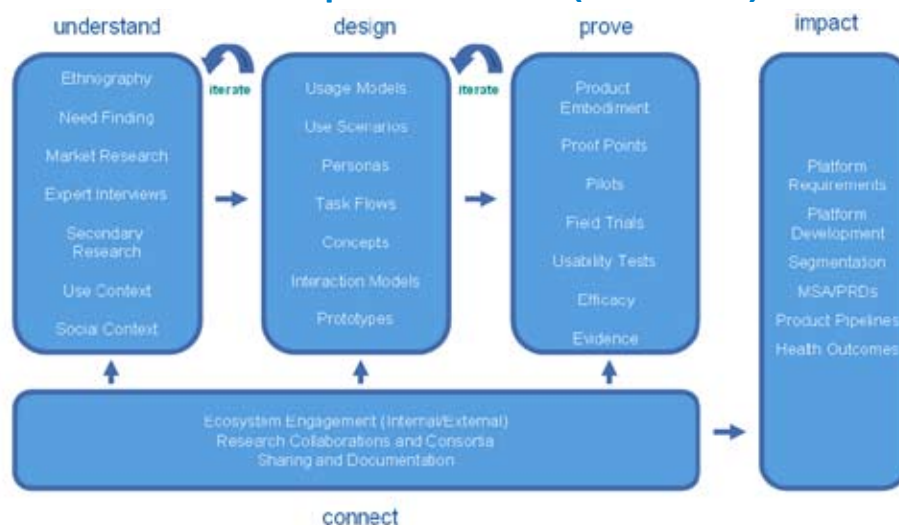 understand
design
prove
impact
Ethnography
Need Finding
Market Research
Expert Interviews
Secondary
Research
Use Context
Social Context
iterate
Usage Models
Use Scenarios
Personas
Task Flows
Concepts
Interaction Models
Prototypes
iterate
Product
Embodiment
Proof Points
Pilots
Field Trials
Usability Tests
Efficacy
Evidence
Platform
Requirements
Platform
Development
Segmentation
MSA/PRDs
Product Pipelines
Health Outcomes
Ecosystem Engagement (Internal/External)
Research Collaborations and Consortia
Sharing and Documentation
connect